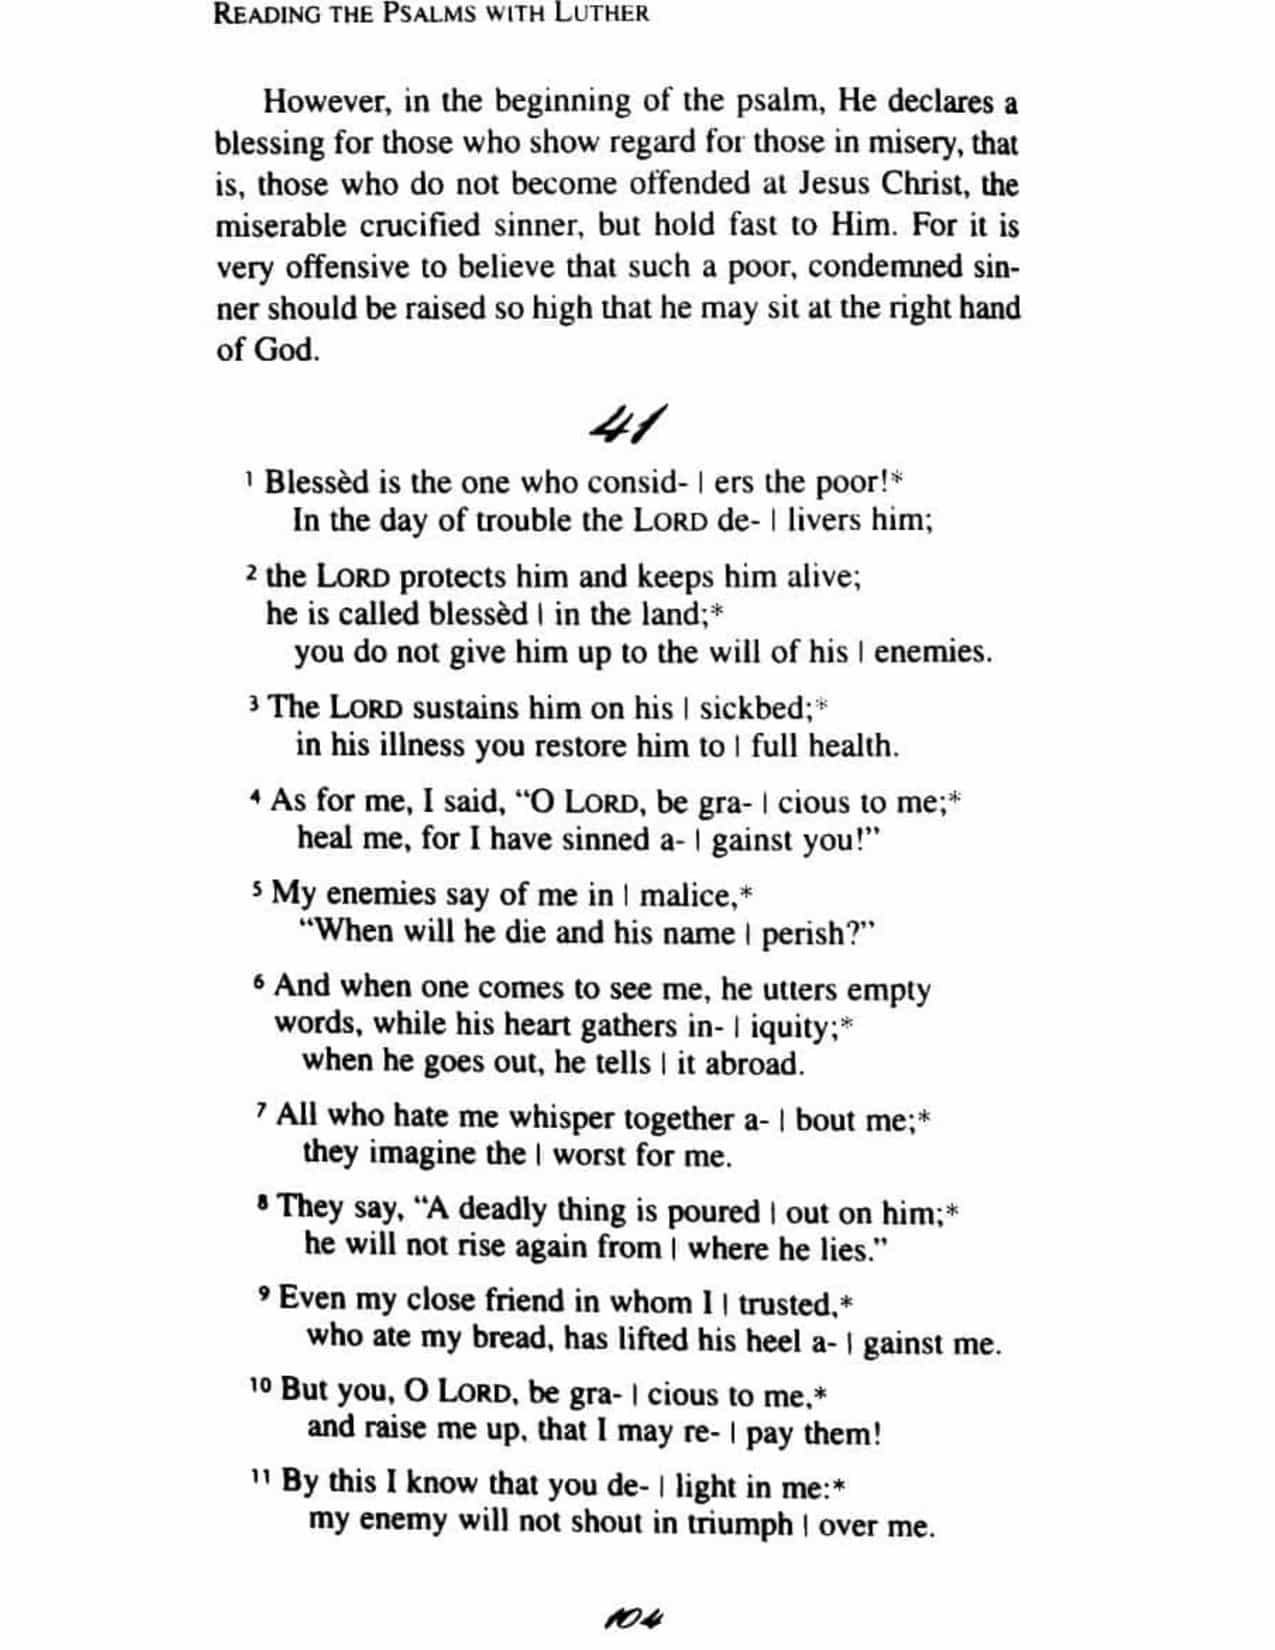 READING THE PSALMS WITH LUTHER
However, in the beginning of the psalm, He declares a
blessing for those who show regard for those in misery, that
is, those who do not become offended at Jesus Christ, the
miserable crucified sinner, but hold fast to Him. For it is
very offensive to believe that such a poor, condemned sin-
ner should be raised so high that he may sit at the right hand
of God.
41
1 Blessèd is the one who consid- | ers the poor!*
In the day of trouble the LORD de- | livers him;
2 the LORD protects him and keeps him alive;
he is called blessèd | in the land;*
you do not give him up to the will of his | enemies.
3 The LORD sustains him on his | sickbed;*
in his illness you restore him to | full health.
4 As for me, I said, “O LORD, be gra- | cious to me;*
heal me, for I have sinned a- | gainst you!”
5 My enemies say of me in | malice,*
“When will he die and his name | perish?”
6 And when one comes to see me, he utters empty
words, while his heart gathers in- | iquity;*
when he goes out, he tells | it abroad.
7 All who hate me whisper together a- | bout me;*
they imagine the | worst for me.
8 They say, “A deadly thing is poured | out on him;*
he will not rise again from | where he lies.”
9 Even my close friend in whom I | trusted,*
who ate my bread, has lifted his heel a- | gainst me.
10 But you, O LORD, be gra- | cious to me,*
and raise me up, that I may re- | pay them!
11 By this I know that you de- | light in me:*
my enemy will not shout in triumph | over me.
104